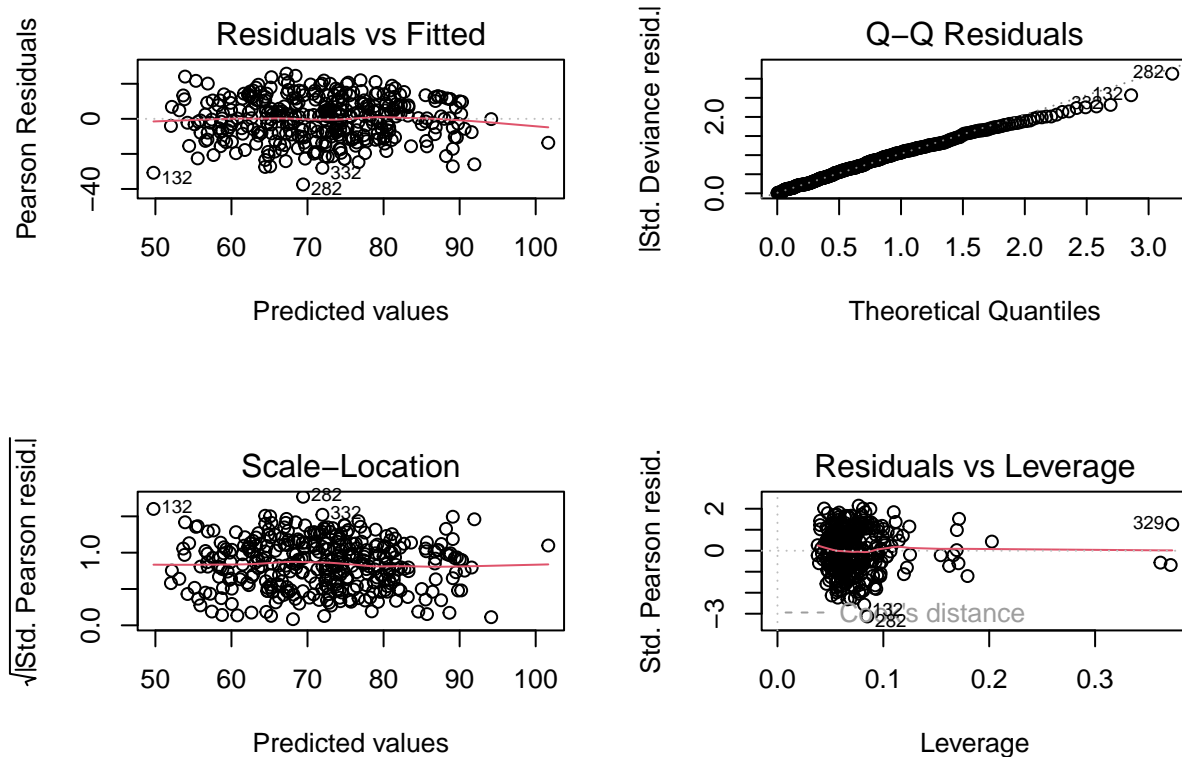 Residuals vs Fitted
Pearson Residuals
0
−40
132
332
282
50 60 70 80 90 100
Predicted values
Q−Q Residuals
|Std. Deviance resid.|
2.0
0.0
282
132
332
0.0 0.5 1.0 1.5 2.0 2.5 3.0
Theoretical Quantiles
Scale−Location
√|Std. Pearson resid.|
1.0
0.0
132
282
332
50 60 70 80 90 100
Predicted values
Residuals vs Leverage
Std. Pearson resid.
2
0
−3
329
132
Cook's distance
282
0.0 0.1 0.2 0.3
Leverage